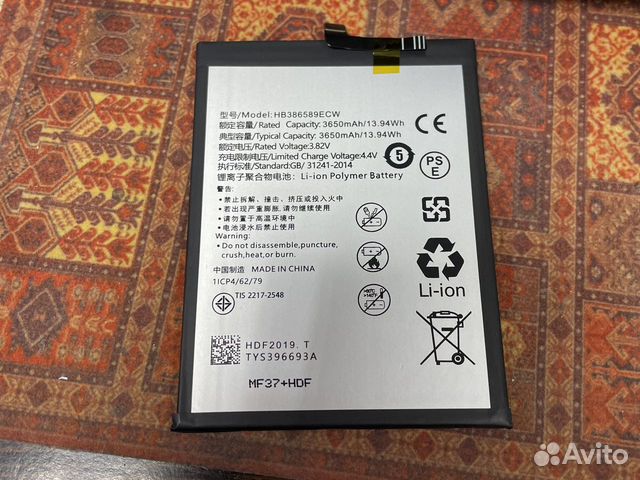 型号/Model:HB386589ECW
额定容量/Rated Capacity: 3650mAh/13.94Wh
典型容量/Typical Capacity: 3650mAh/13.94Wh
额定电压/Rated Voltage:3.82V
充电限制电压/Limited Charge Voltage:4.4V
执行标准/Standard:GB/ 31241-2014
锂离子聚合物电池: Li-ion Polymer Battery
警告:
• 禁止拆解、撞击、挤压或投入火中
• 若出现严重膨胀,请勿继续使用
• 请勿置于高温环境中
• 电池浸水后禁止使用
Warning:
• Do not disassemble,puncture,
crush,heat,or burn.
中国制造 MADE IN CHINA
1ICP4/62/79
TIS 2217-2548
HDF2019. T
TYS396693A
MF37+HDF
CE
5
PS
E
Li-ion
Avito